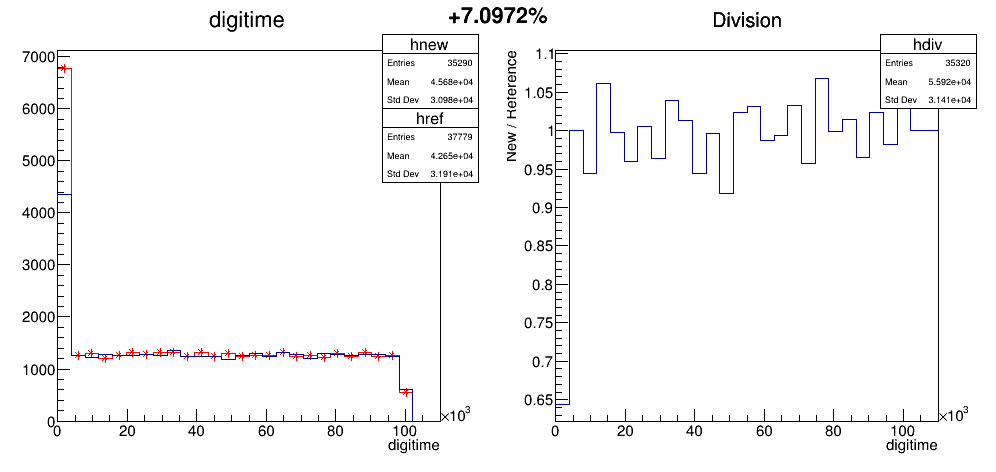 digitime
+7.0972%
Division
hnew
Entries 35290
Mean 4.568e+04
Std Dev 3.098e+04
href
Entries 37779
Mean 4.265e+04
Std Dev 3.191e+04
7000
6000
5000
4000
3000
2000
1000
0
0 20 40 60 80 100
×10³
digitime
hdiv
Entries 35320
Mean 5.592e+04
Std Dev 3.141e+04
New / Reference
1.1
1.05
1
0.95
0.9
0.85
0.8
0.75
0.7
0.65
0 20 40 60 80 100
×10³
digitime